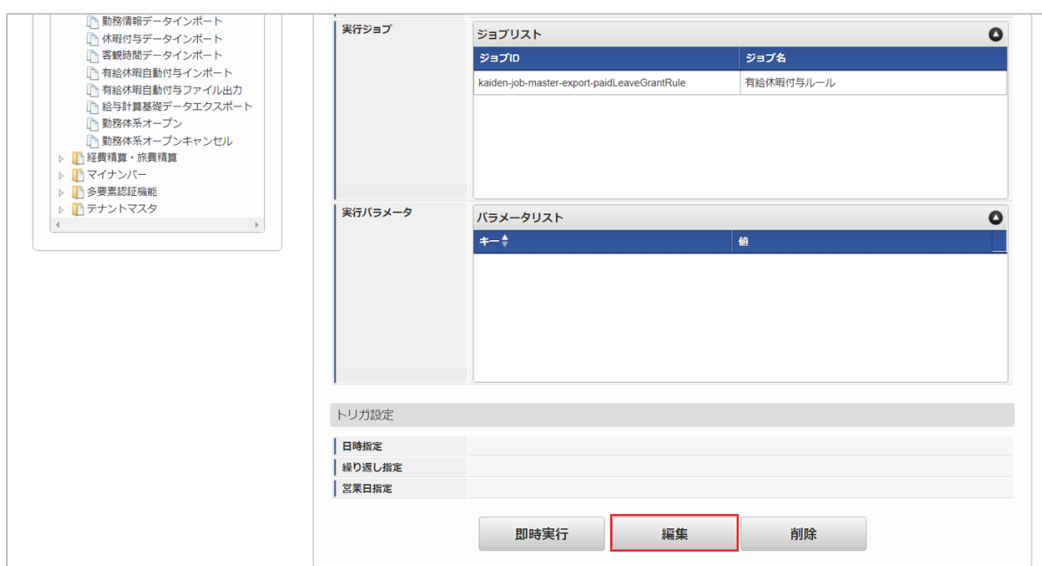 勤務情報データインポート
休暇付与データインポート
客観時間データインポート
有給休暇自動付与インポート
有給休暇自動付与ファイル出力
給与計算基礎データエクスポート
勤務体系オープン
勤務体系オープンキャンセル
経費精算・旅費精算
マイナンバー
多要素認証機能
テナントマスタ
実行ジョブ
ジョブリスト
ジョブID ジョブ名
kaiden-job-master-export-paidLeaveGrantRule 有給休暇付与ルール
実行パラメータ
パラメータリスト
キー 値
トリガ設定
日時指定
繰り返し指定
営業日指定
即時実行 編集 削除